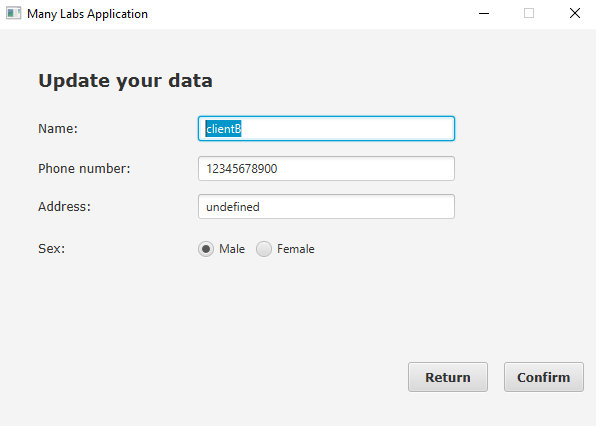 Many Labs Application
Update your data
Name: clientB
Phone number: 12345678900
Address: undefined
Sex: Male Female
Return Confirm